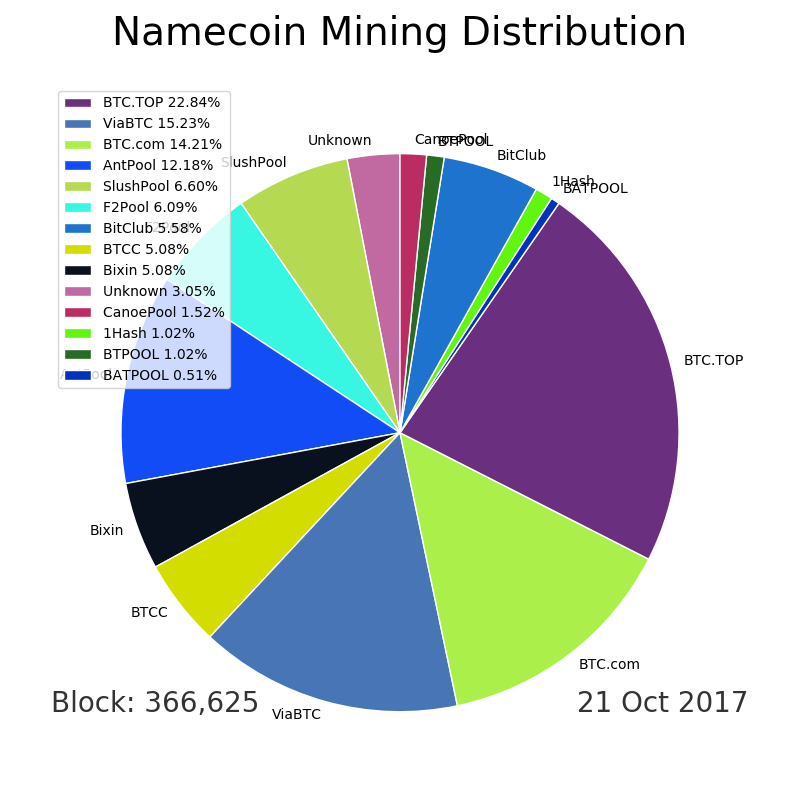 Namecoin Mining Distribution
BTC.TOP 22.84%
ViaBTC 15.23%
BTC.com 14.21%
AntPool 12.18%
SlushPool 6.60%
F2Pool 6.09%
BitClub 5.58%
BTCC 5.08%
Bixin 5.08%
Unknown 3.05%
CanoePool 1.52%
1Hash 1.02%
BTPOOL 1.02%
BATPOOL 0.51%
Unknown
CanoePool
BTPOOL
BitClub
SlushPool
1Hash
BATPOOL
BTC.TOP
Bixin
BTCC
BTC.com
ViaBTC
Block: 366,625
21 Oct 2017